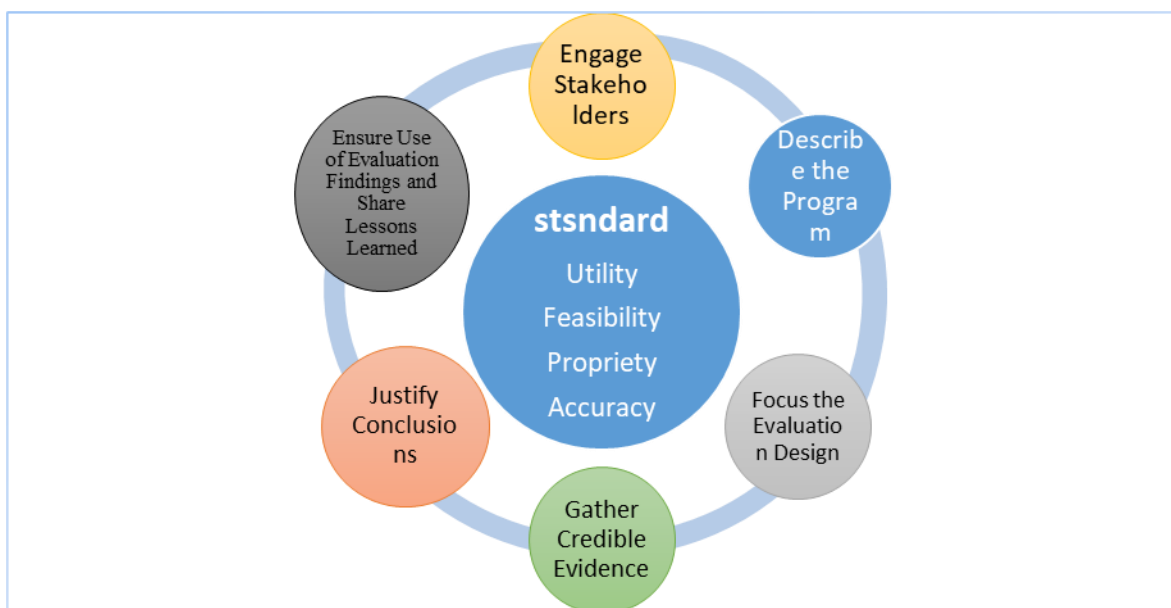 Engage
Stakeho
lders
Describ
e the
Progra
m
Focus the
Evaluatio
n Design
Gather
Credible
Evidence
Justify
Conclusio
ns
Ensure Use
of Evaluation
Findings and
Share
Lessons
Learned
stsndard
Utility
Feasibility
Propriety
Accuracy